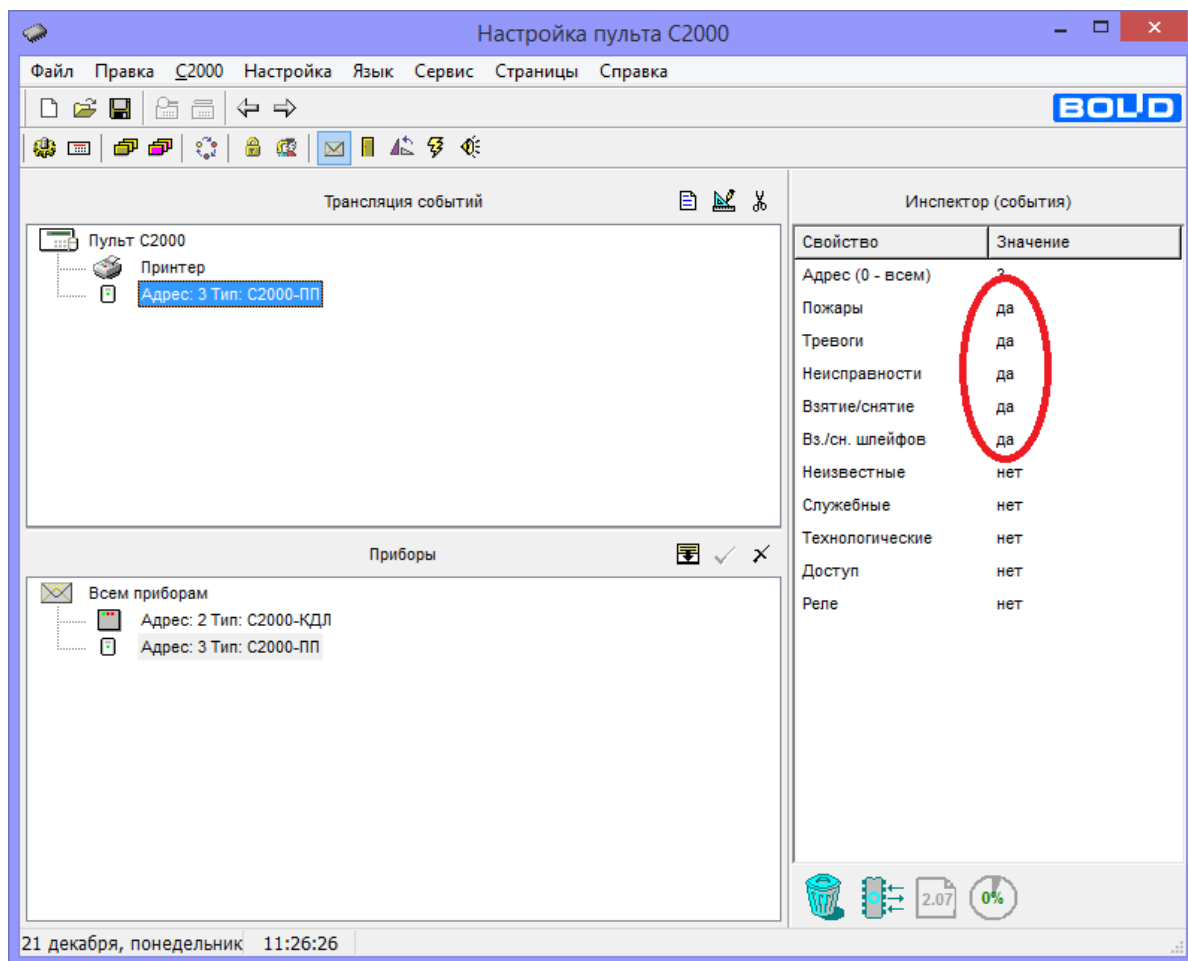 Настройка пульта С2000
Файл Правка С2000 Настройка Язык Сервис Страницы Справка
BOLID
Трансляция событий
Пульт С2000
Принтер
Адрес: 3 Тип: С2000-ПП
Приборы
Всем приборам
Адрес: 2 Тип: С2000-КДЛ
Адрес: 3 Тип: С2000-ПП
Инспектор (события)
Свойство Значение
Адрес (0 - всем) 3
Пожары да
Тревоги да
Неисправности да
Взятие/снятие да
Вз./сн. шлейфов да
Неизвестные нет
Служебные нет
Технологические нет
Доступ нет
Реле нет
2.07 0%
21 декабря, понедельник 11:26:26